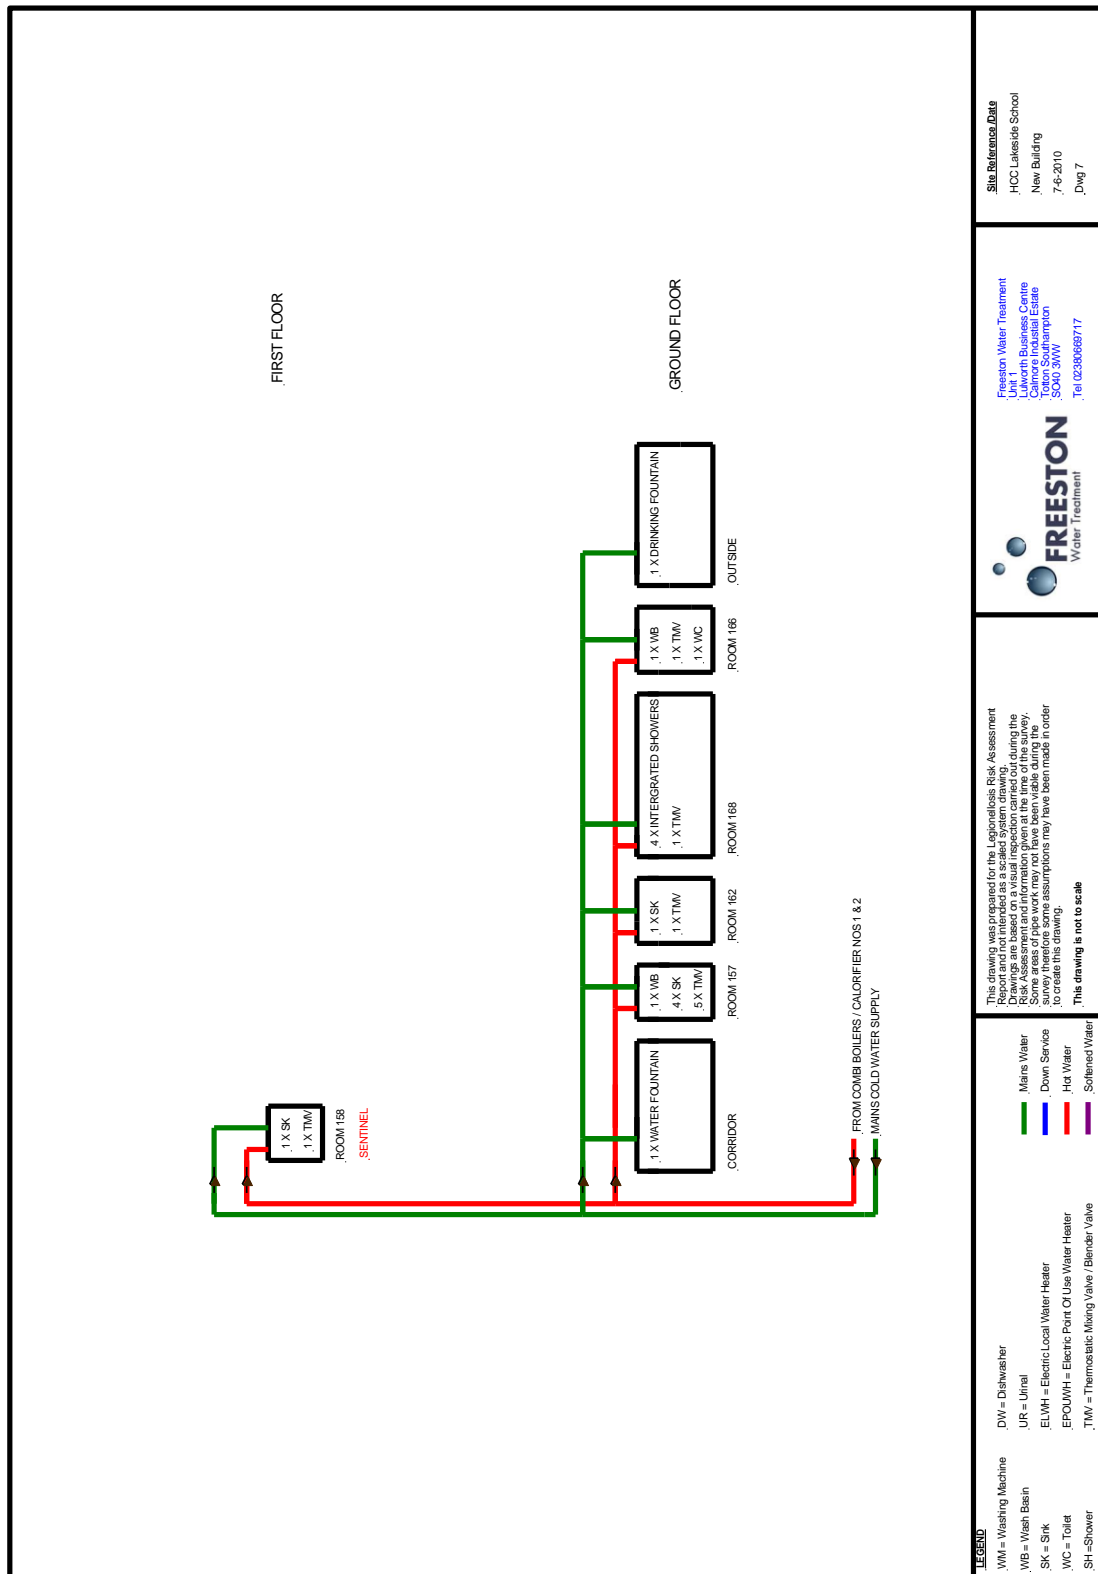 FIRST FLOOR
1 X SK
1 X TMV
ROOM 158
SENTINEL
GROUND FLOOR
1 X WATER FOUNTAIN
CORRIDOR
1 X WB
4 X SK
5 X TMV
ROOM 157
1 X SK
1 X TMV
ROOM 162
4 X INTERGRATED SHOWERS
1 X TMV
ROOM 168
1 X WB
1 X TMV
1 X WC
ROOM 166
1 X DRINKING FOUNTAIN
OUTSIDE
FROM COMBI BOILERS / CALORIFIER NOS 1 & 2
MAINS COLD WATER SUPPLY
LEGEND
WM = Washing Machine
WB = Wash Basin
SK = Sink
WC = Toilet
SH =Shower
DW = Dishwasher
UR = Urinal
ELWH = Electric Local Water Heater
EPOUWH = Electric Point Of Use Water Heater
TMV = Thermostatic Mixing Valve / Blender Valve
Mains Water
Down Service
Hot Water
Softened Water
This drawing was prepared for the Legionellosis Risk Assessment
Report and not intended as a scaled system drawing.
Drawings are based on a visual inspection carried out during the
Risk Assessment and information given at the time of the survey.
Some areas of pipe work may not have been viable during the
survey therefore some assumptions may have been made in order
to create this drawing.
This drawing is not to scale
FREESTON
Water Treatment
Freeston Water Treatment
Unit 1
Lulworth Business Centre
Calmore Industial Estate
Totton Southampton
SO40 3WW
Tel 02380669717
Site Reference /Date
HCC Lakeside School
New Building
7-6-2010
Dwg 7